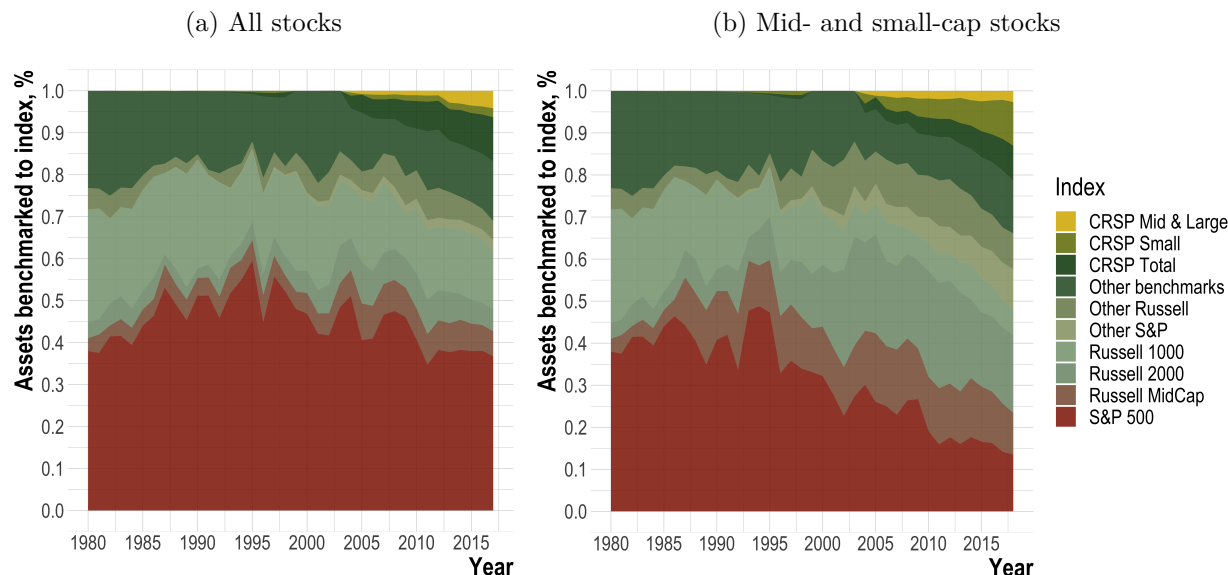 (a) All stocks
(b) Mid- and small-cap stocks
Assets benchmarked to index, %
1.0
0.9
0.8
0.7
0.6
0.5
0.4
0.3
0.2
0.1
0.0
1980 1985 1990 1995 2000 2005 2010 2015
Year
Assets benchmarked to index, %
1.0
0.9
0.8
0.7
0.6
0.5
0.4
0.3
0.2
0.1
0.0
1980 1985 1990 1995 2000 2005 2010 2015
Year
Index
CRSP Mid & Large
CRSP Small
CRSP Total
Other benchmarks
Other Russell
Other S&P
Russell 1000
Russell 2000
Russell MidCap
S&P 500